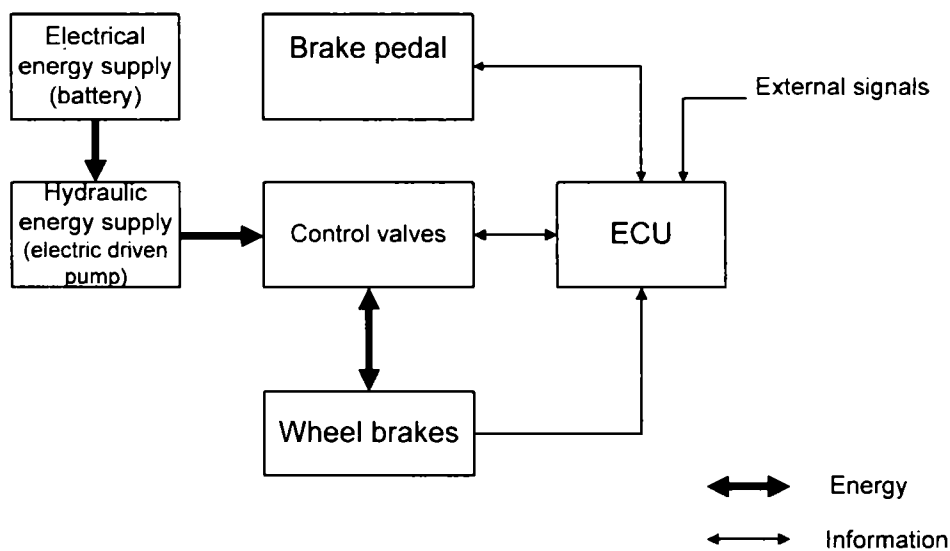 Electrical
energy supply
(battery)
Brake pedal
External signals
Hydraulic
energy supply
(electric driven
pump)
Control valves
ECU
Wheel brakes
Energy
Information